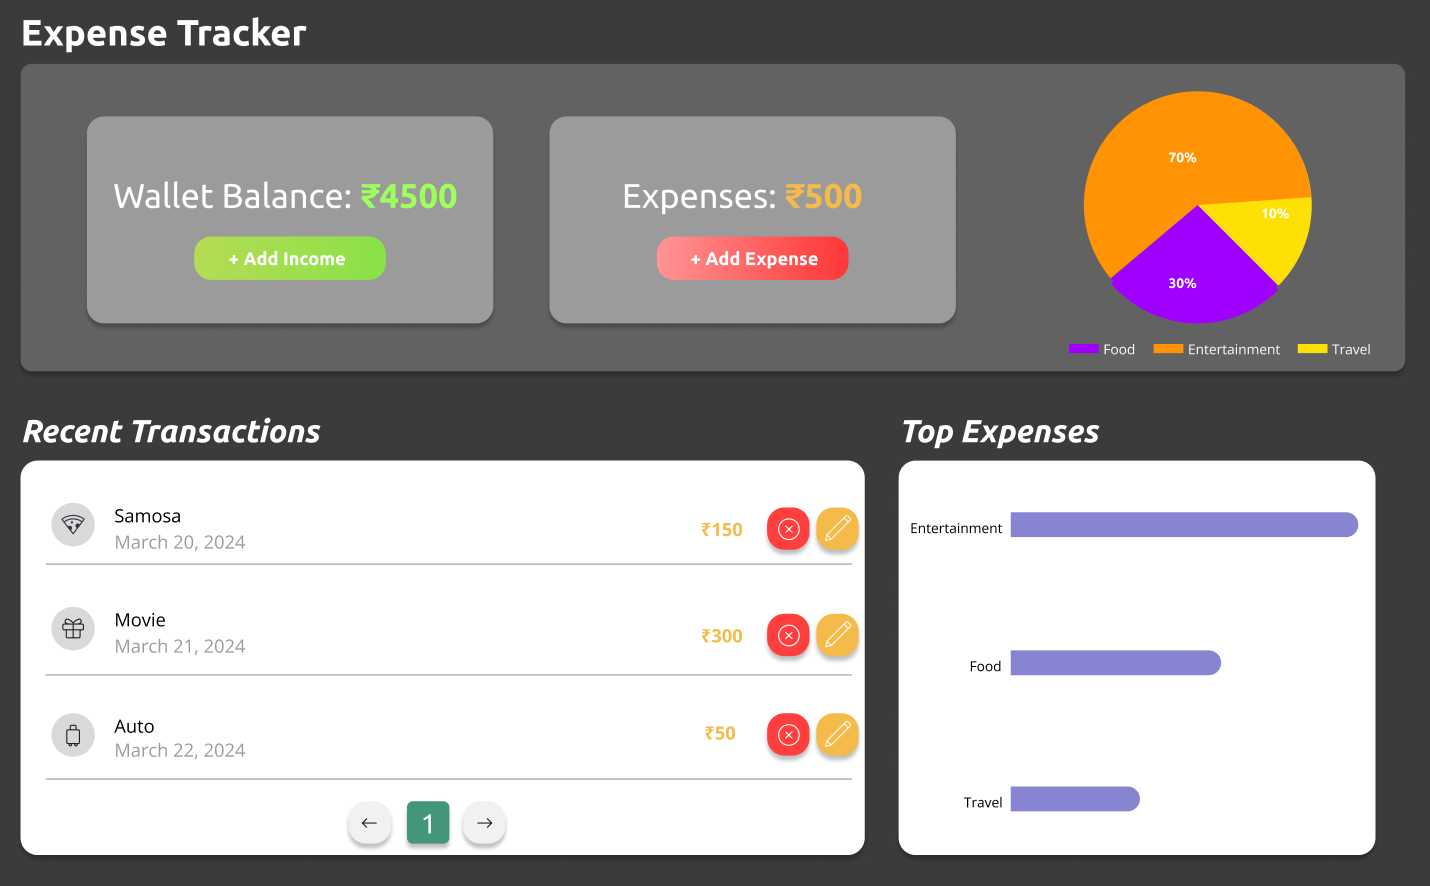 Expense Tracker
Wallet Balance: ₹4500
+ Add Income
Expenses: ₹500
+ Add Expense
70%
10%
30%
Food Entertainment Travel
Recent Transactions
Samosa
March 20, 2024
₹150
Movie
March 21, 2024
₹300
Auto
March 22, 2024
₹50
1
Top Expenses
Entertainment
Food
Travel